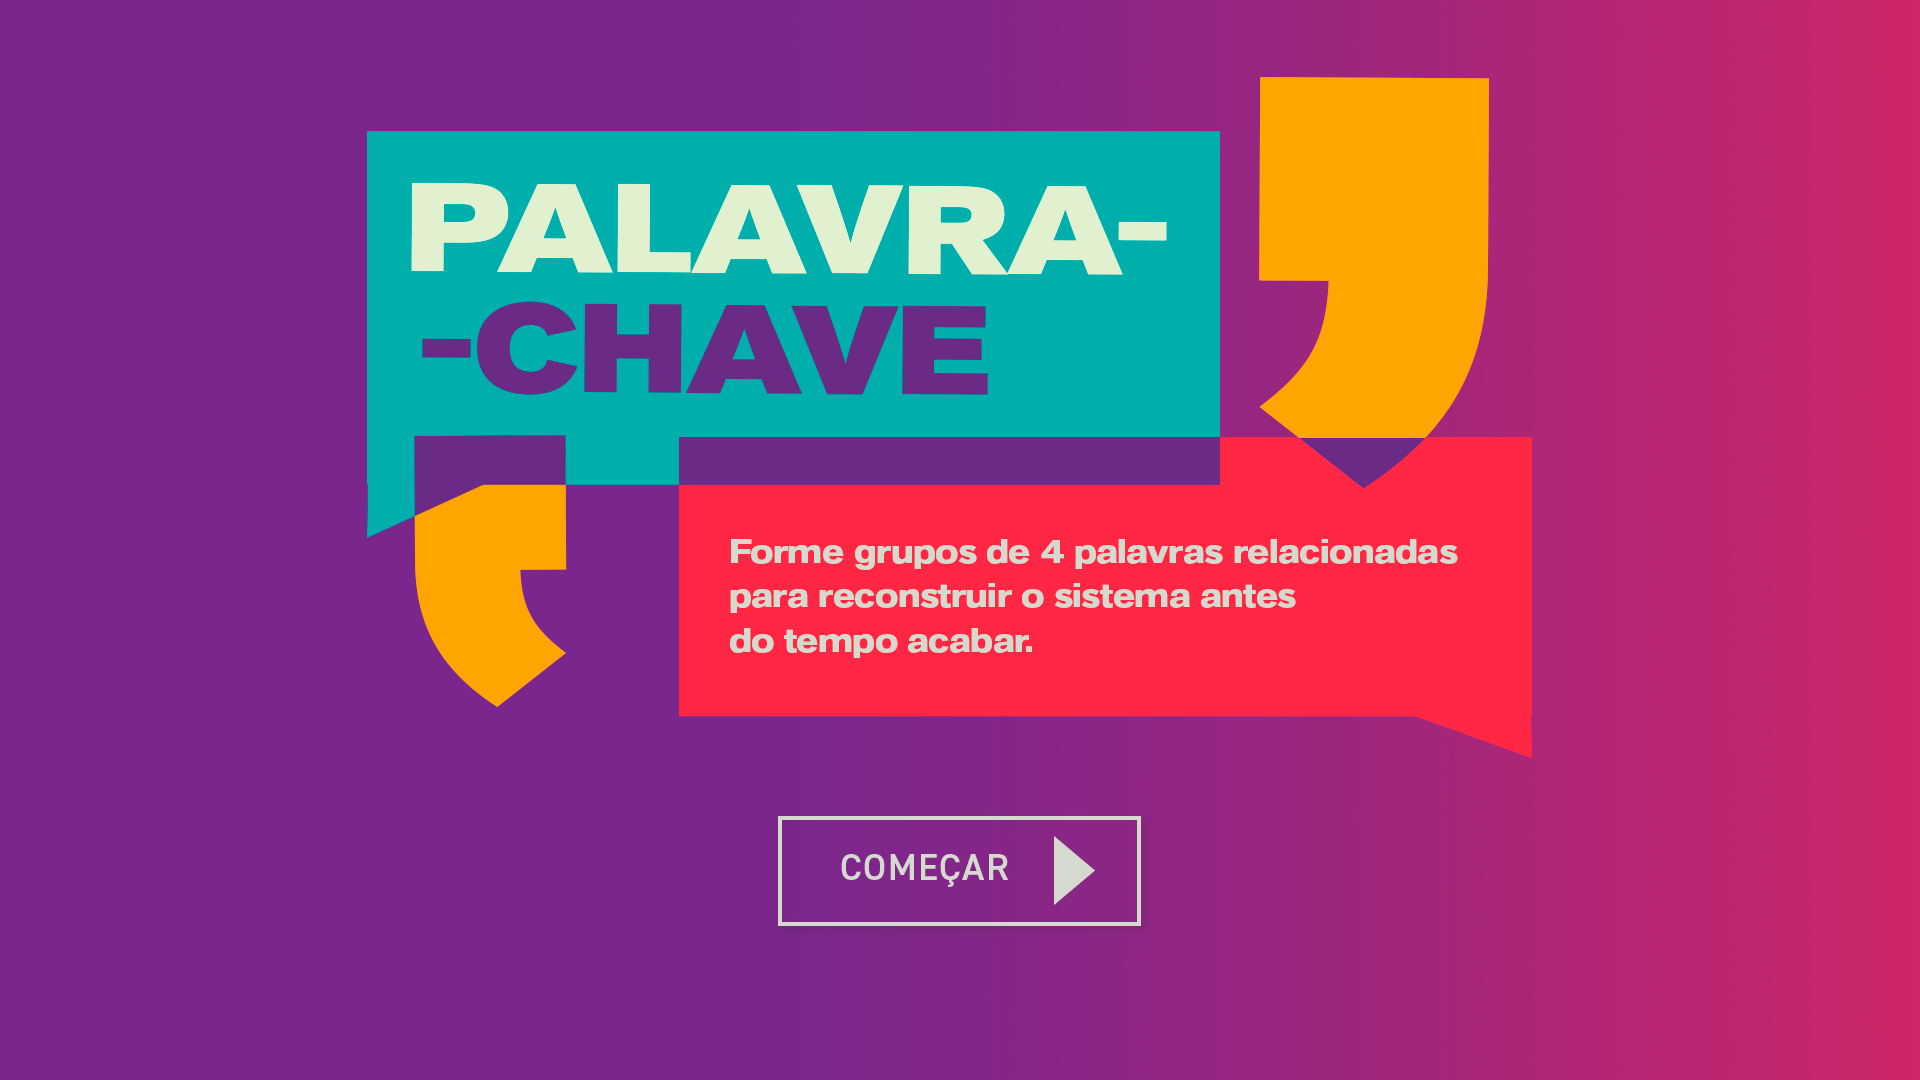 PALAVRA-
-CHAVE
Forme grupos de 4 palavras relacionadas
para reconstruir o sistema antes
do tempo acabar.
COMEÇAR